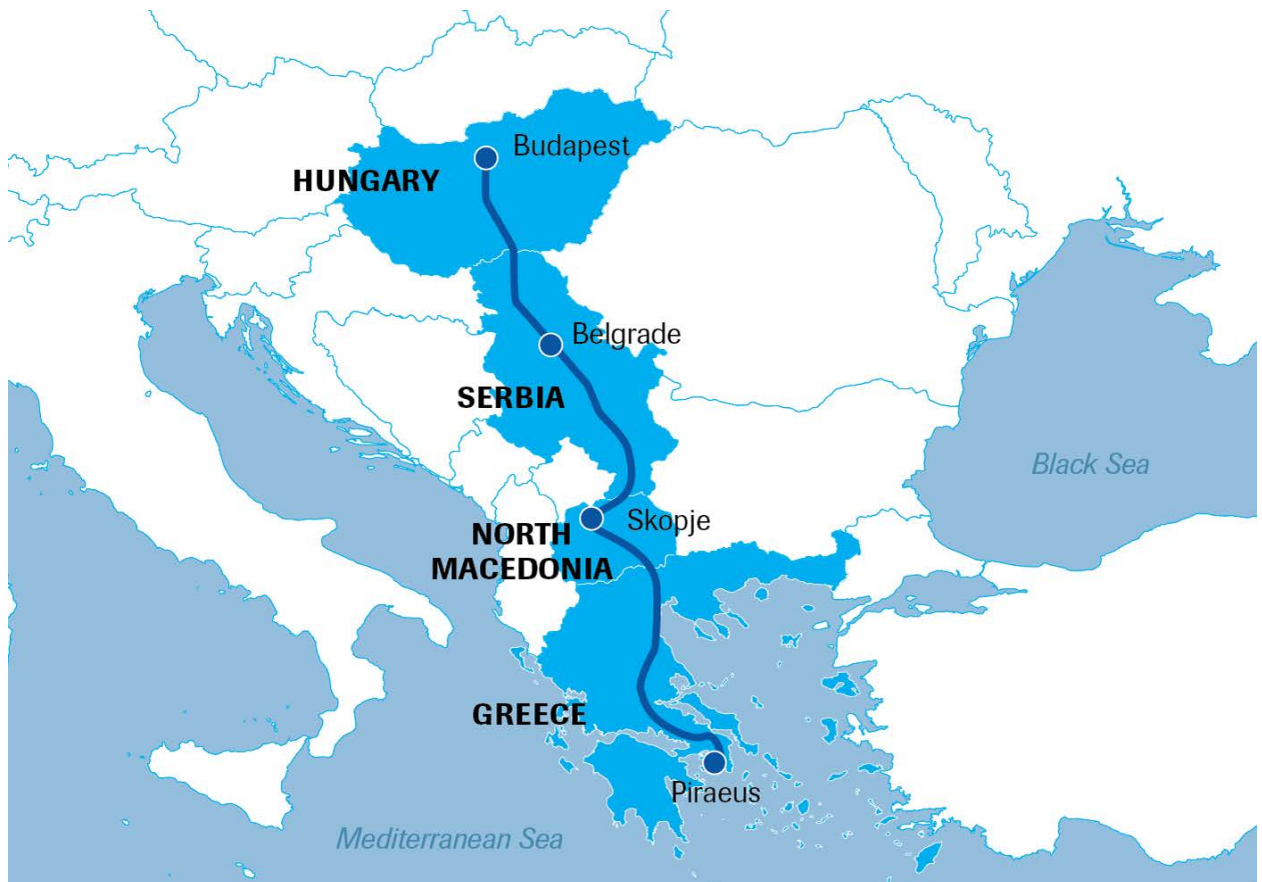 Budapest
HUNGARY
Belgrade
SERBIA
Black Sea
Skopje
NORTH
MACEDONIA
GREECE
Piraeus
Mediterranean Sea